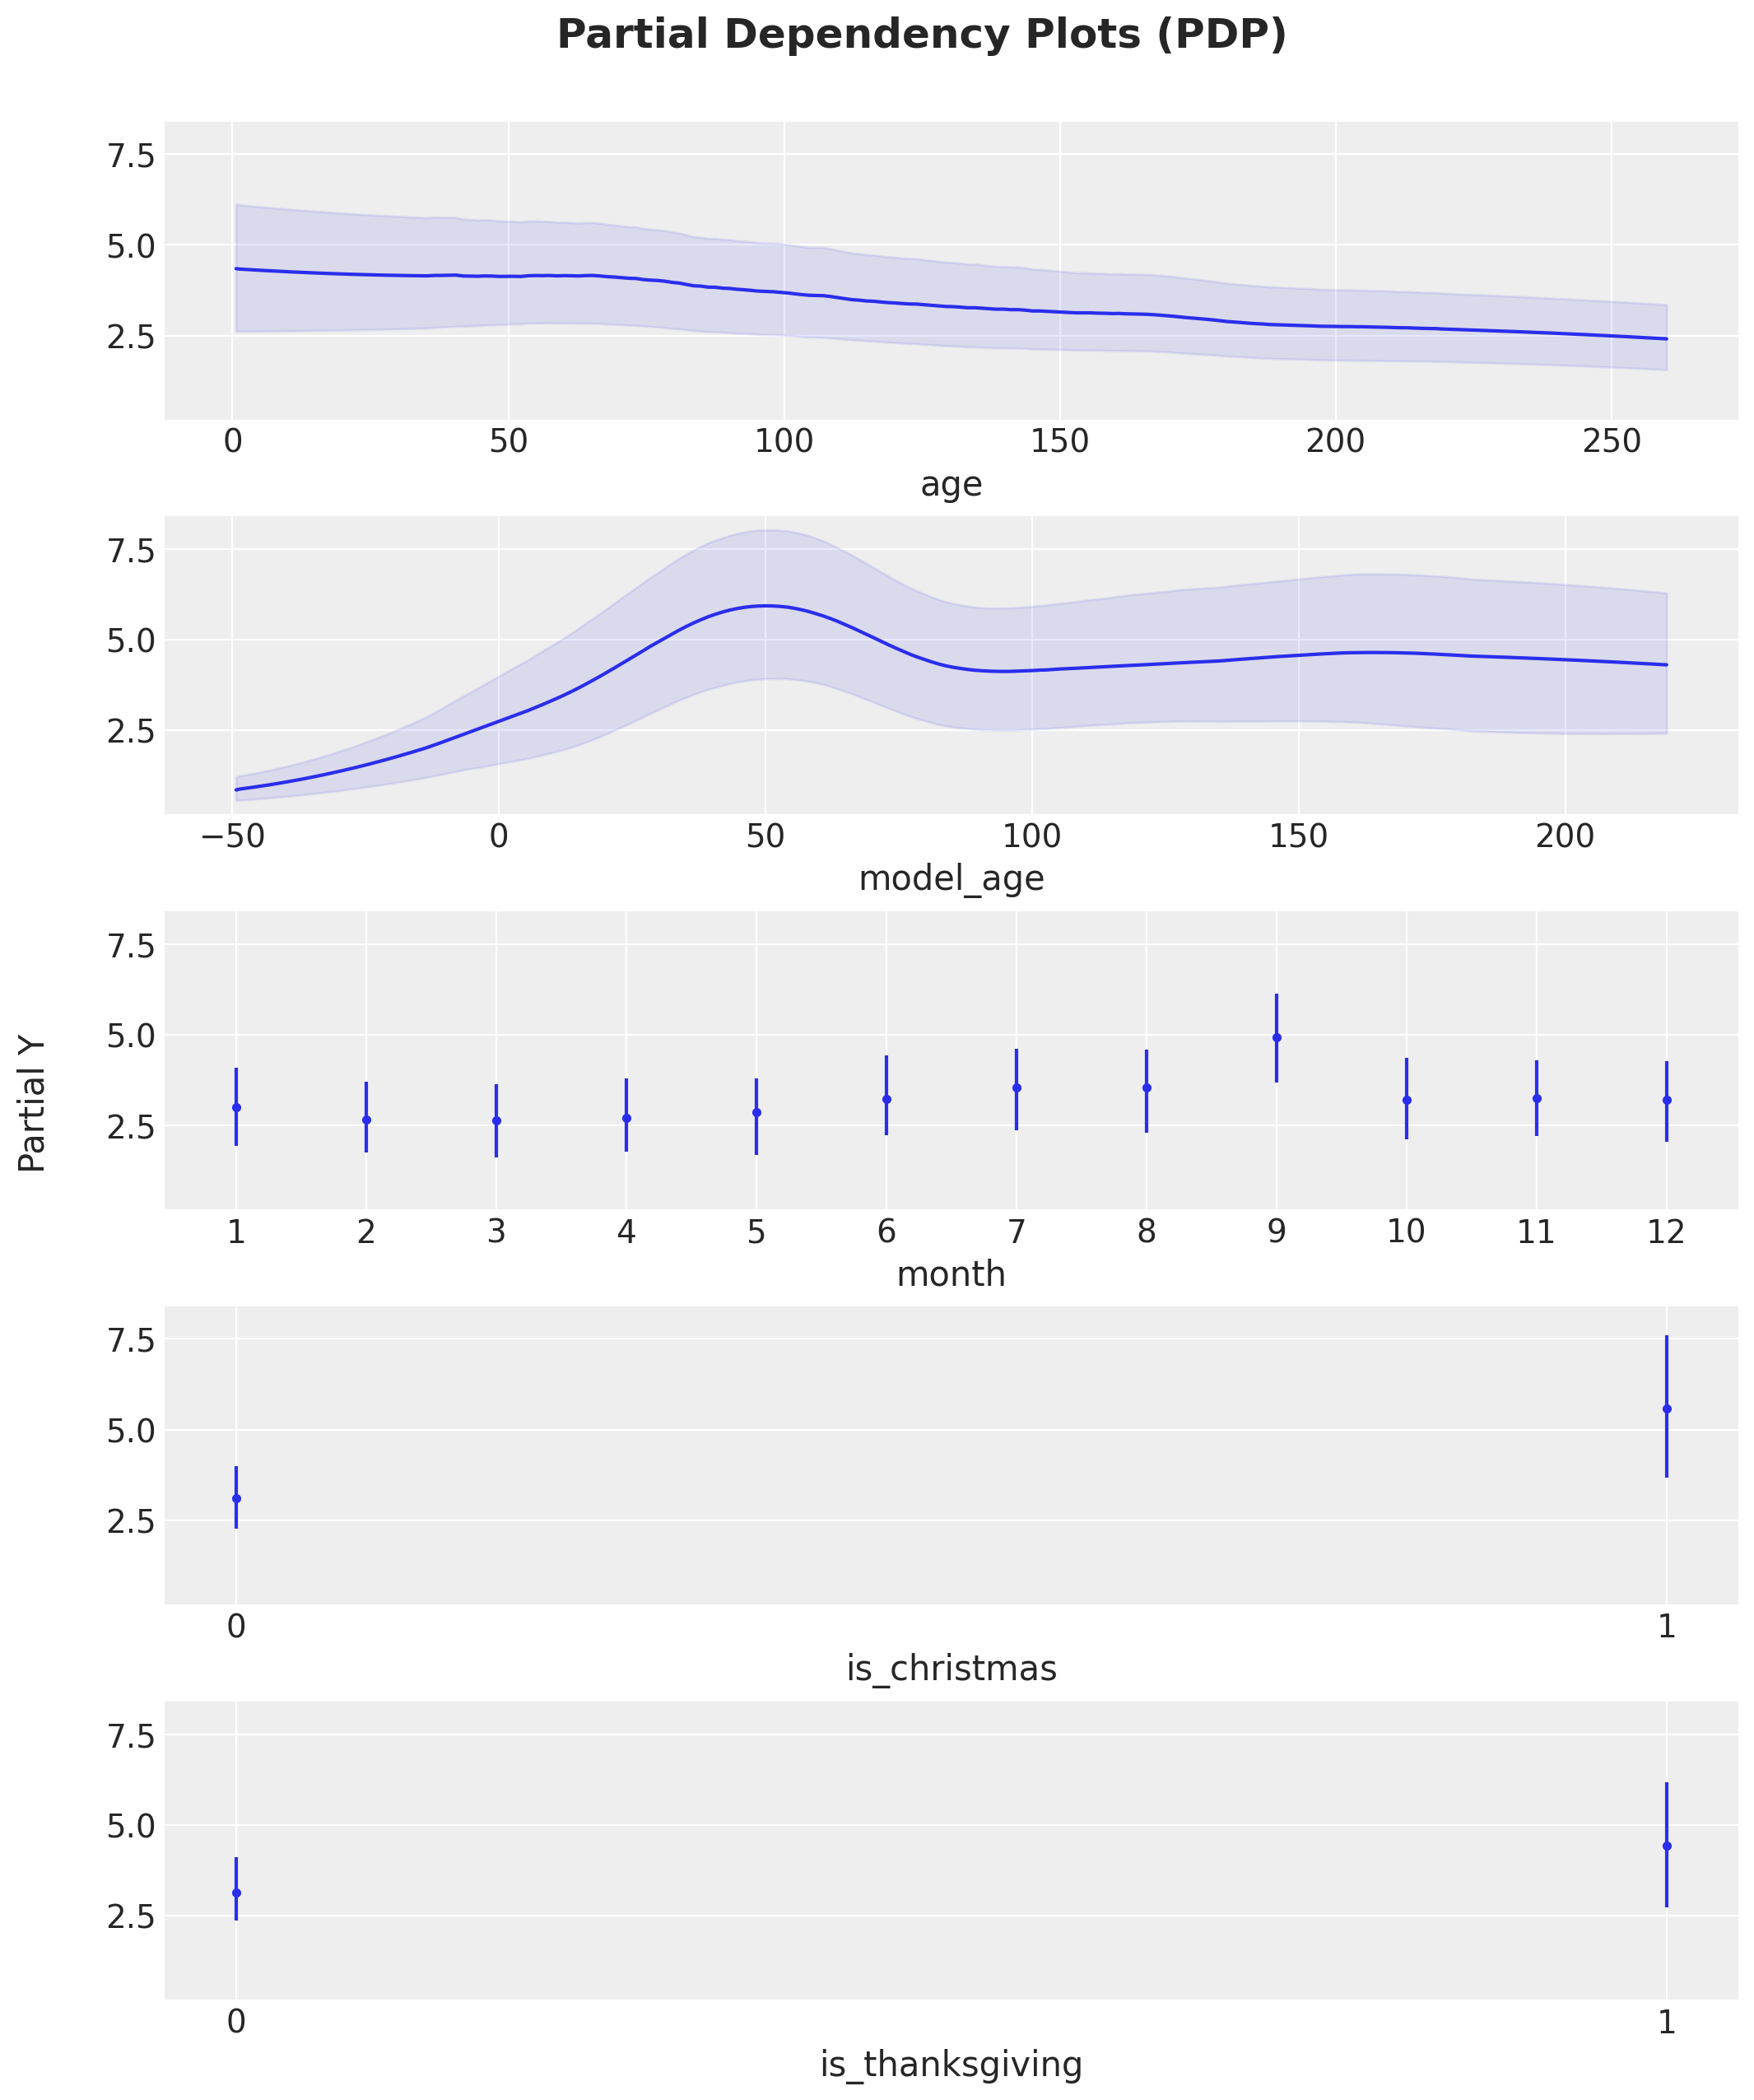 Partial Dependency Plots (PDP)
7.5
5.0
2.5
0 50 100 150 200 250
age
7.5
5.0
2.5
−50 0 50 100 150 200
model_age
Partial Y
7.5
5.0
2.5
1 2 3 4 5 6 7 8 9 10 11 12
month
7.5
5.0
2.5
0 1
is_christmas
7.5
5.0
2.5
0 1
is_thanksgiving